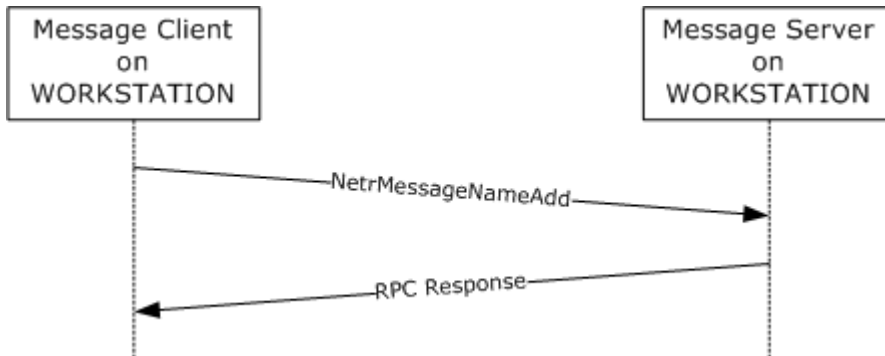 Message Client
on
WORKSTATION
Message Server
on
WORKSTATION
NetrMessageNameAdd
RPC Response